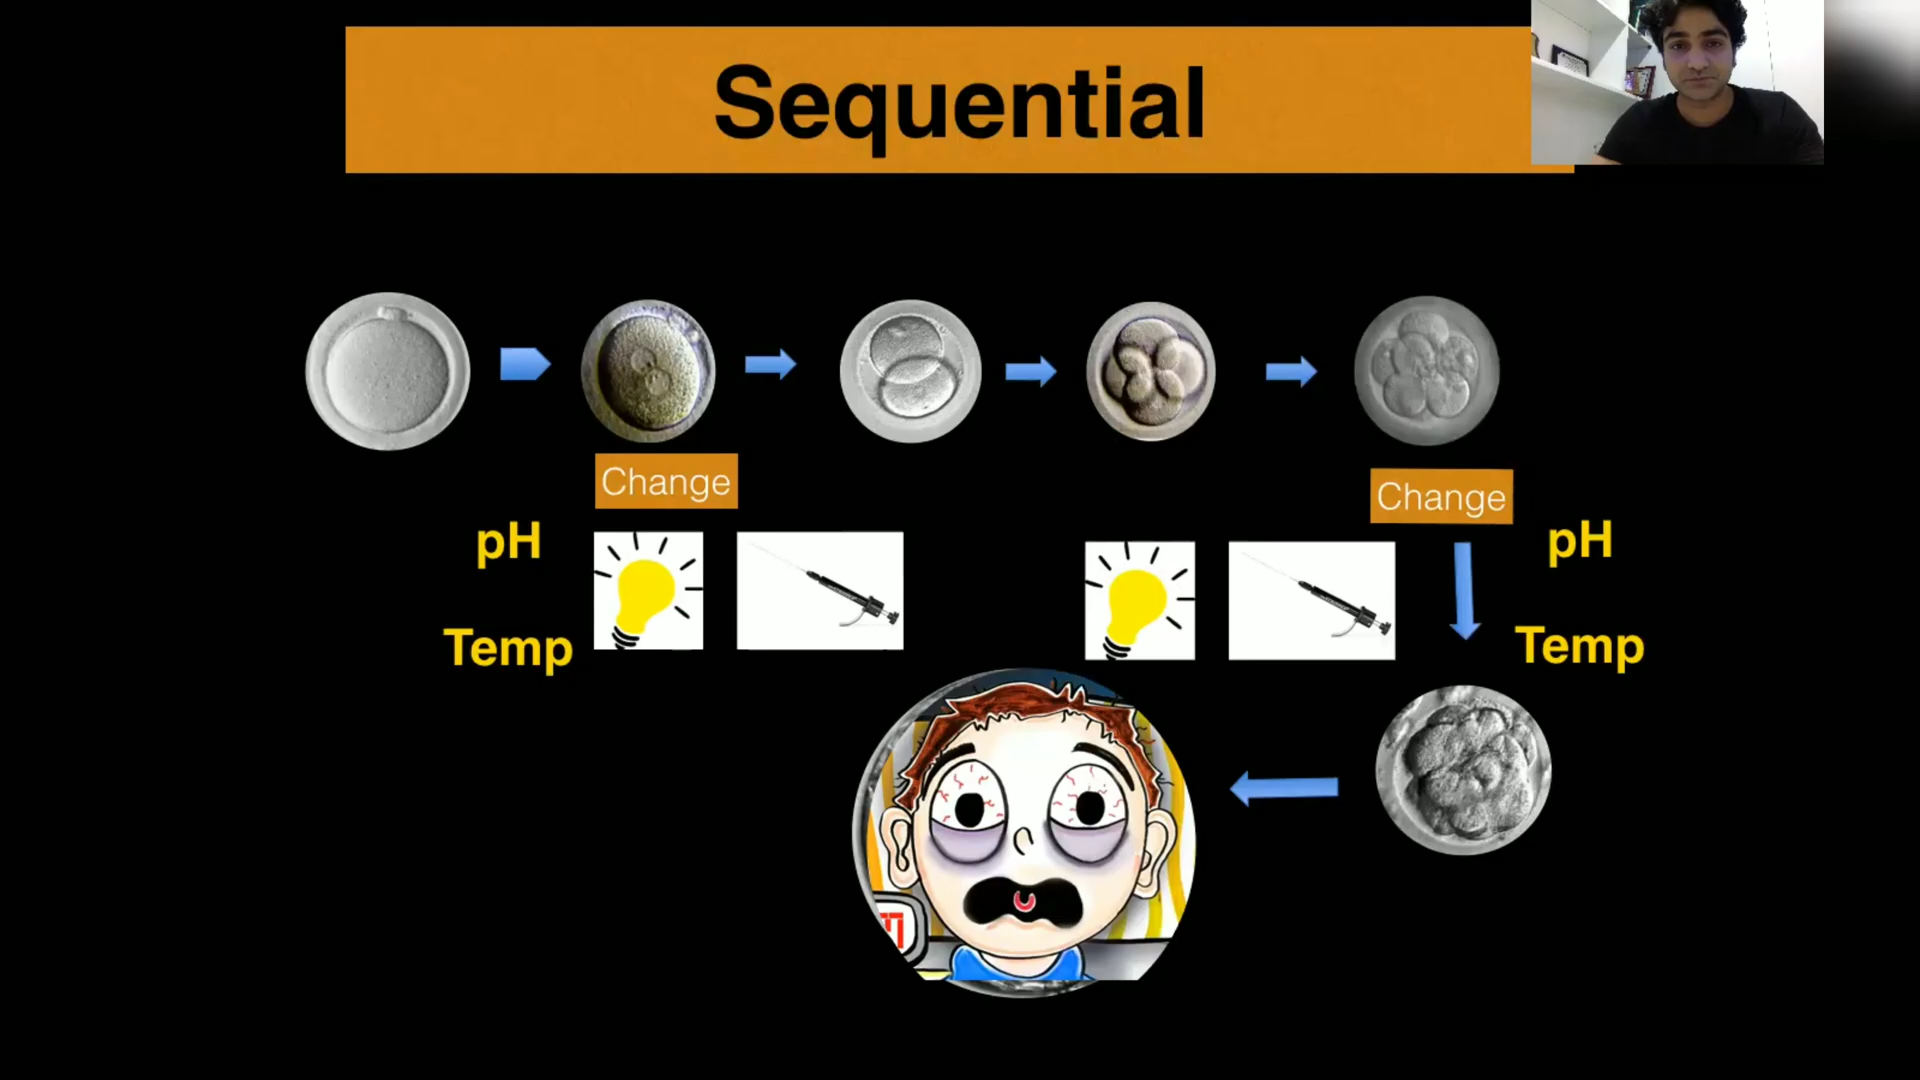 Sequential
Change
Change
pH
pH
Temp
Temp